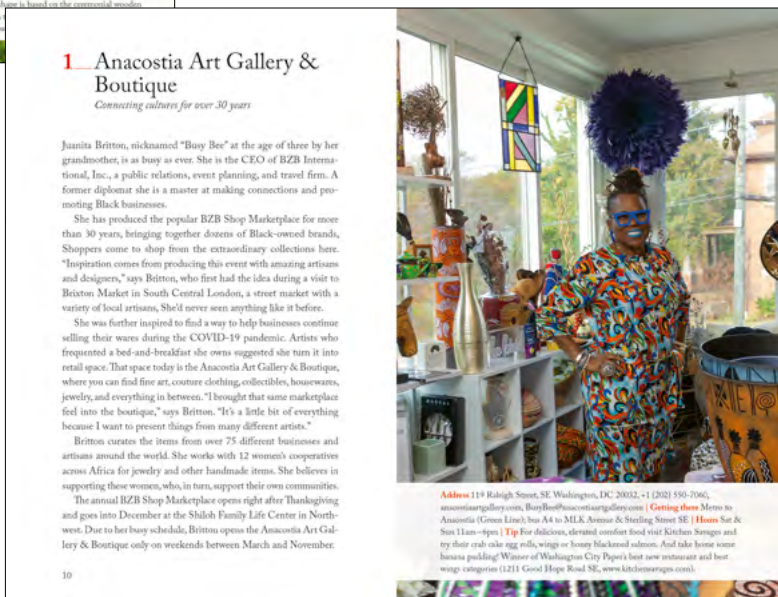 shape is based on the ceremonial wooden
1 Anacostia Art Gallery &
Boutique
Connecting cultures for over 30 years
Juanita Britton, nicknamed "Busy Bee" at the age of three by her
grandmother, is as busy as ever. She is the CEO of BZB Interna-
tional, Inc., a public relations, event planning, and travel firm. A
former diplomat she is a master at making connections and pro-
moting Black businesses.
She has produced the popular BZB Shop Marketplace for more
than 30 years, bringing together dozens of Black-owned brands,
Shoppers come to shop from the extraordinary collections here.
"Inspiration comes from producing this event with amazing artisans
and designers," says Britton, who first had the idea during a visit to
Brixton Market in South Central London, a street market with a
variety of local artisans, She'd never seen anything like it before.
She was further inspired to find a way to help businesses continue
selling their wares during the COVID-19 pandemic. Artists who
frequented a bed-and-breakfast she owns suggested she turn it into
retail space. That space today is the Anacostia Art Gallery & Boutique,
where you can find fine art, couture clothing, collectibles, housewares,
jewelry, and everything in between. "I brought that same marketplace
feel into the boutique," says Britton. "It's a little bit of everything
because I want to present things from many different artists."
Britton curates the items from over 75 different businesses and
artisans around the world. She works with 12 women's cooperatives
across Africa for jewelry and other handmade items. She believes in
supporting these women, who, in turn, support their own communities.
The annual BZB Shop Marketplace opens right after Thanksgiving
and goes into December at the Shiloh Family Life Center in North-
west. Due to her busy schedule, Britton opens the Anacostia Art Gal-
lery & Boutique only on weekends between March and November.
10
Address 119 Raleigh Street, SE Washington, DC 20032, +1 (202) 550-7060,
anacostiaartgallery.com, BusyBee@anacostiaartgallery.com | Getting there Metro to
Anacostia (Green Line); bus A4 to MLK Avenue & Sterling Street SE | Hours Sat &
Sun 11am–6pm | Tip For delicious, elevated comfort food visit Kitchen Savages and
try their crab cake egg rolls, wings or honey blackened salmon. And take home some
banana pudding! Winner of Washington City Paper's best new restaurant and best
wings categories (1211 Good Hope Road SE, www.kitchensavages.com).